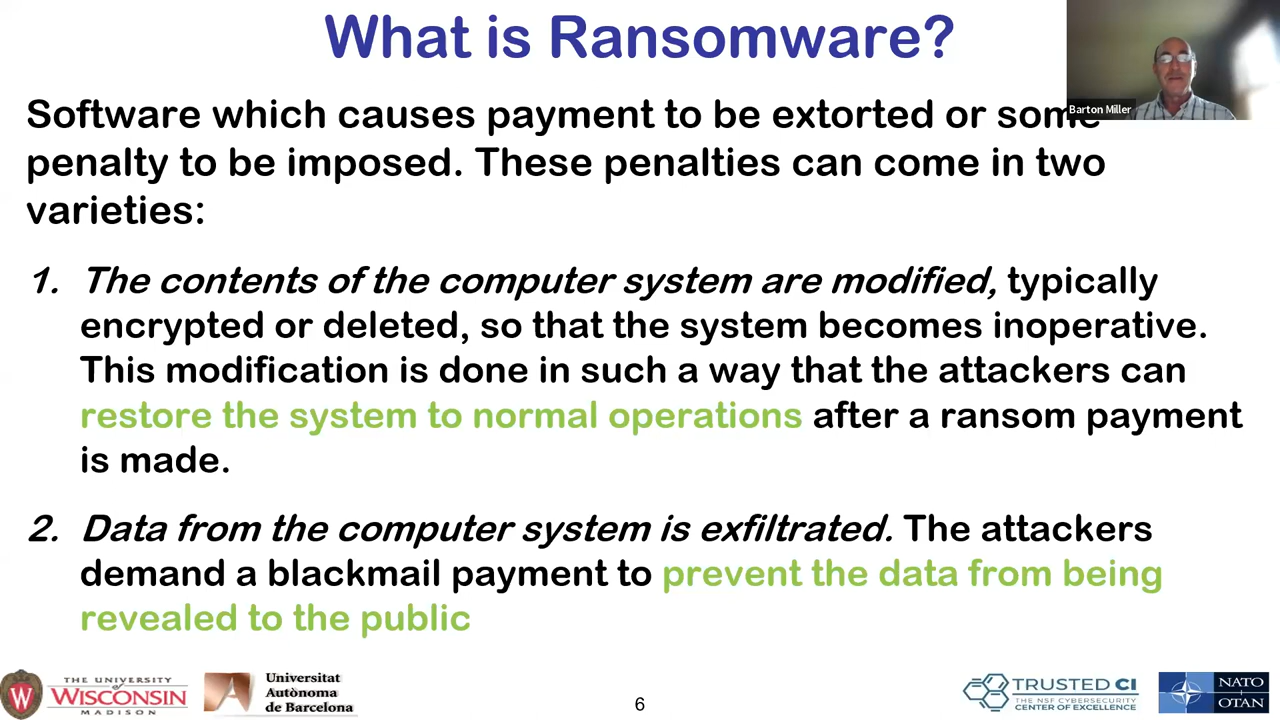 What is Ransomware?
Barton Miller
Software which causes payment to be extorted or some
penalty to be imposed. These penalties can come in two
varieties:
1. The contents of the computer system are modified, typically
encrypted or deleted, so that the system becomes inoperative.
This modification is done in such a way that the attackers can
restore the system to normal operations after a ransom payment
is made.
2. Data from the computer system is exfiltrated. The attackers
demand a blackmail payment to prevent the data from being
revealed to the public
THE UNIVERSITY
of
WISCONSIN
MADISON
Universitat
Autònoma
de Barcelona
6
TRUSTED CI
THE NSF CYBERSECURITY
CENTER OF EXCELLENCE
NATO
OTAN